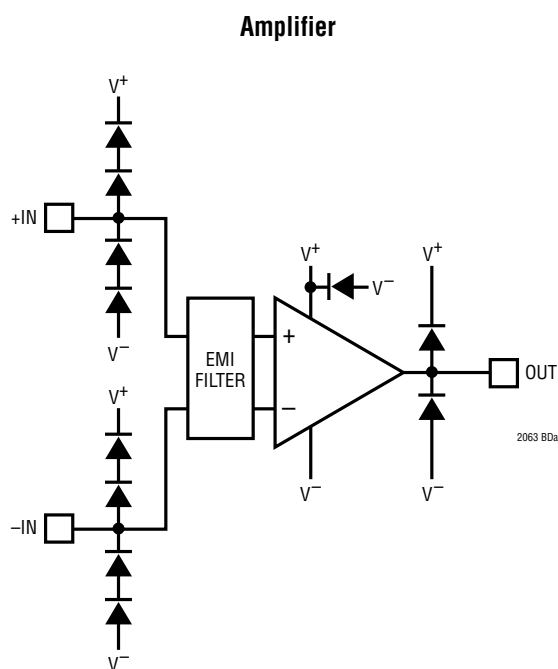 Amplifier
V+
+IN
V−
V+
V−
V+
EMI
FILTER
+
−
OUT
2063 BDa
V+
−IN
V−
V−
V−